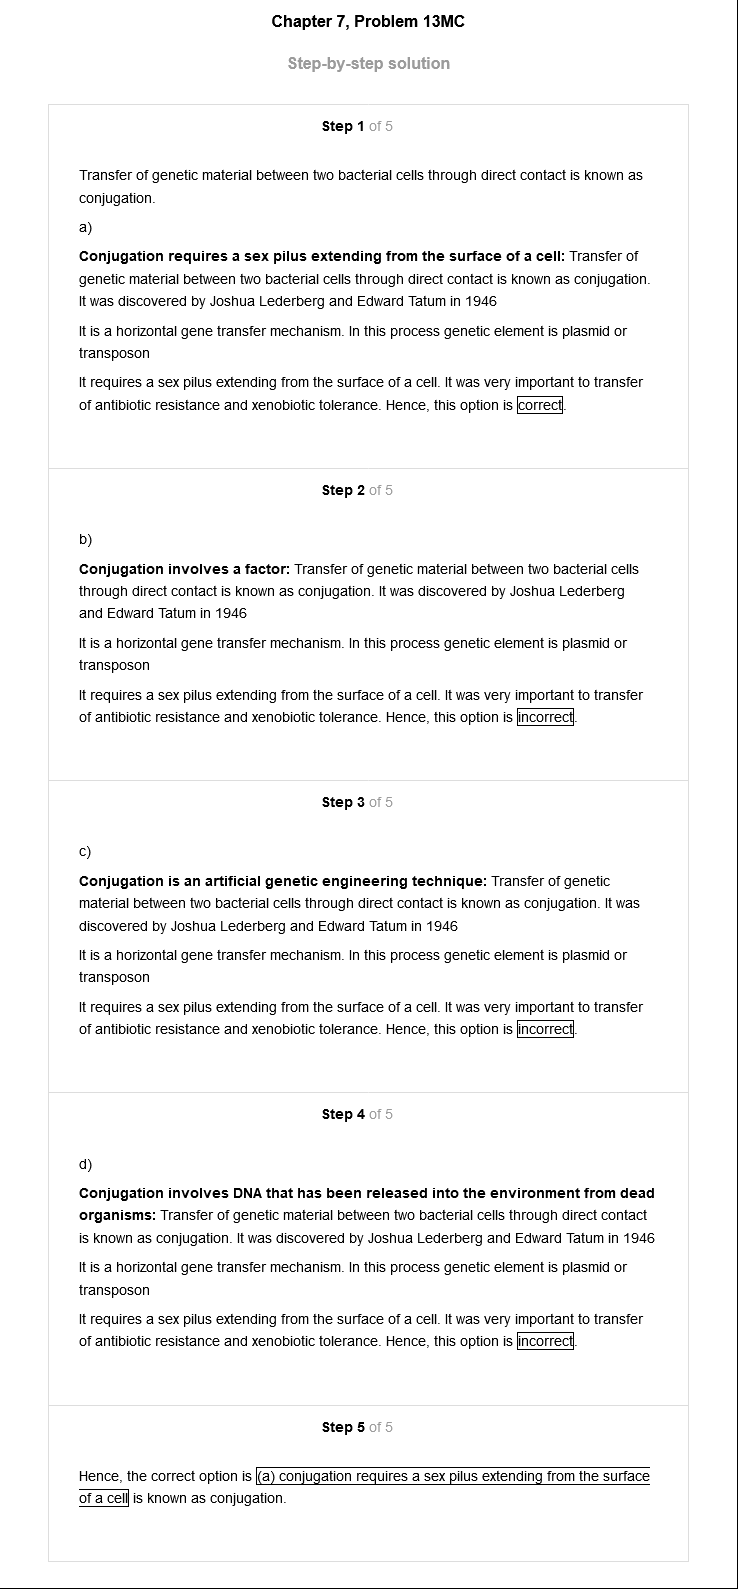 Chapter 7, Problem 13MC
Step-by-step solution
Step 1 of 5
Transfer of genetic material between two bacterial cells through direct contact is known as
conjugation.
a)
Conjugation requires a sex pilus extending from the surface of a cell: Transfer of
genetic material between two bacterial cells through direct contact is known as conjugation.
It was discovered by Joshua Lederberg and Edward Tatum in 1946
It is a horizontal gene transfer mechanism. In this process genetic element is plasmid or
transposon
It requires a sex pilus extending from the surface of a cell. It was very important to transfer
of antibiotic resistance and xenobiotic tolerance. Hence, this option is correct.
Step 2 of 5
b)
Conjugation involves a factor: Transfer of genetic material between two bacterial cells
through direct contact is known as conjugation. It was discovered by Joshua Lederberg
and Edward Tatum in 1946
It is a horizontal gene transfer mechanism. In this process genetic element is plasmid or
transposon
It requires a sex pilus extending from the surface of a cell. It was very important to transfer
of antibiotic resistance and xenobiotic tolerance. Hence, this option is incorrect.
Step 3 of 5
c)
Conjugation is an artificial genetic engineering technique: Transfer of genetic
material between two bacterial cells through direct contact is known as conjugation. It was
discovered by Joshua Lederberg and Edward Tatum in 1946
It is a horizontal gene transfer mechanism. In this process genetic element is plasmid or
transposon
It requires a sex pilus extending from the surface of a cell. It was very important to transfer
of antibiotic resistance and xenobiotic tolerance. Hence, this option is incorrect.
Step 4 of 5
d)
Conjugation involves DNA that has been released into the environment from dead
organisms: Transfer of genetic material between two bacterial cells through direct contact
is known as conjugation. It was discovered by Joshua Lederberg and Edward Tatum in 1946
It is a horizontal gene transfer mechanism. In this process genetic element is plasmid or
transposon
It requires a sex pilus extending from the surface of a cell. It was very important to transfer
of antibiotic resistance and xenobiotic tolerance. Hence, this option is incorrect.
Step 5 of 5
Hence, the correct option is (a) conjugation requires a sex pilus extending from the surface
of a cell is known as conjugation.